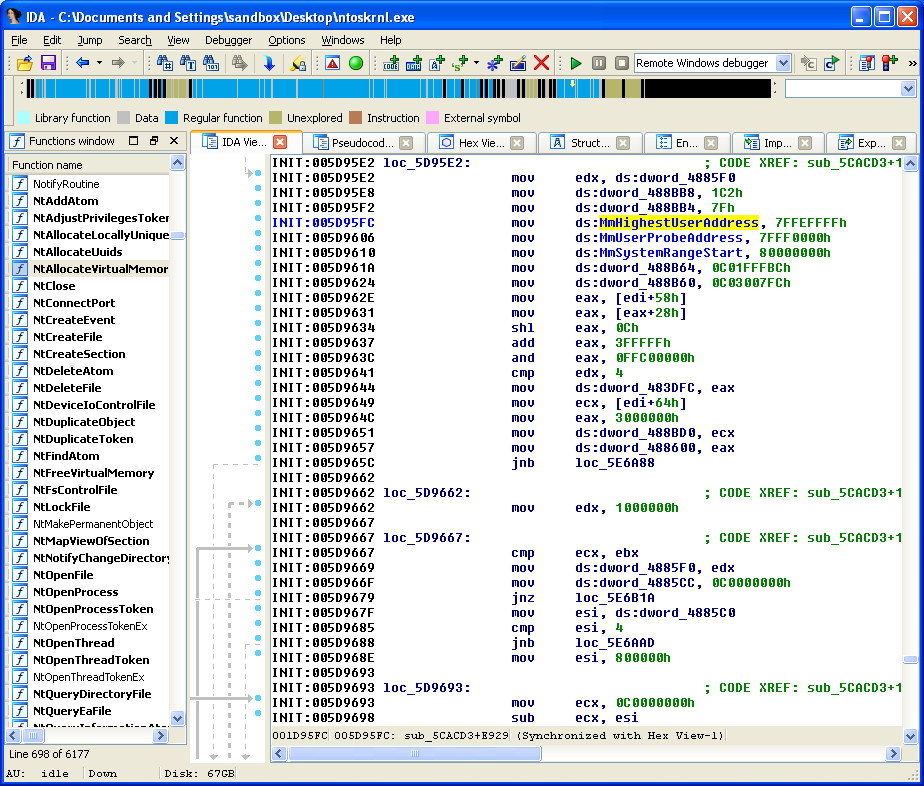 IDA - C:\Documents and Settings\sandbox\Desktop\ntoskrnl.exe
File Edit Jump Search View Debugger Options Windows Help
Remote Windows debugger
Library function Data Regular function Unexplored Instruction External symbol
Functions window
IDA Vie... Pseudocod... Hex Vie... Struct... En... Imp... Exp...
Function name
NotifyRoutine
NtAddAtom
NtAdjustPrivilegesToken
NtAllocateLocallyUnique
NtAllocateUuids
NtAllocateVirtualMemor
NtClose
NtConnectPort
NtCreateEvent
NtCreateFile
NtCreateSection
NtDeleteAtom
NtDeleteFile
NtDeviceIoControlFile
NtDuplicateObject
NtDuplicateToken
NtFindAtom
NtFreeVirtualMemory
NtFsControlFile
NtLockFile
NtMakePermanentObject
NtMapViewOfSection
NtNotifyChangeDirectory
NtOpenFile
NtOpenProcess
NtOpenProcessToken
NtOpenProcessTokenEx
NtOpenThread
NtOpenThreadToken
NtOpenThreadTokenEx
NtQueryDirectoryFile
NtQueryEaFile
NtQueryInformationAto
Line 698 of 6177
INIT:005D95E2 loc_5D95E2: ; CODE XREF: sub_5CACD3+1
INIT:005D95E2 mov edx, ds:dword_4885F0
INIT:005D95E8 mov ds:dword_488BB8, 1C2h
INIT:005D95F2 mov ds:dword_488BB4, 7Fh
INIT:005D95FC mov ds:MmHighestUserAddress, 7FFEFFFFh
INIT:005D9606 mov ds:MmUserProbeAddress, 7FFF0000h
INIT:005D9610 mov ds:MmSystemRangeStart, 80000000h
INIT:005D961A mov ds:dword_488B64, 0C01FFFBCh
INIT:005D9624 mov ds:dword_488B60, 0C03007FCh
INIT:005D962E mov eax, [edi+58h]
INIT:005D9631 mov eax, [eax+28h]
INIT:005D9634 shl eax, 0Ch
INIT:005D9637 add eax, 3FFFFFh
INIT:005D963C and eax, 0FFC00000h
INIT:005D9641 cmp edx, 4
INIT:005D9644 mov ds:dword_483DFC, eax
INIT:005D9649 mov ecx, [edi+64h]
INIT:005D964C mov eax, 3000000h
INIT:005D9651 mov ds:dword_488BD0, ecx
INIT:005D9657 mov ds:dword_488600, eax
INIT:005D965C jnb loc_5E6A88
INIT:005D9662
INIT:005D9662 loc_5D9662: ; CODE XREF: sub_5CACD3+1
INIT:005D9662 mov edx, 1000000h
INIT:005D9667
INIT:005D9667 loc_5D9667: ; CODE XREF: sub_5CACD3+1
INIT:005D9667 cmp ecx, ebx
INIT:005D9669 mov ds:dword_4885F0, edx
INIT:005D966F mov ds:dword_4885CC, 0C0000000h
INIT:005D9679 jnz loc_5E6B1A
INIT:005D967F mov esi, ds:dword_4885C0
INIT:005D9685 cmp esi, 4
INIT:005D9688 jnb loc_5E6AAD
INIT:005D968E mov esi, 800000h
INIT:005D9693
INIT:005D9693 loc_5D9693: ; CODE XREF: sub_5CACD3+1
INIT:005D9693 mov ecx, 0C0000000h
INIT:005D9698 sub ecx, esi
001D95FC 005D95FC: sub_5CACD3+E929 (Synchronized with Hex View-1)
AU: idle Down Disk: 67GB